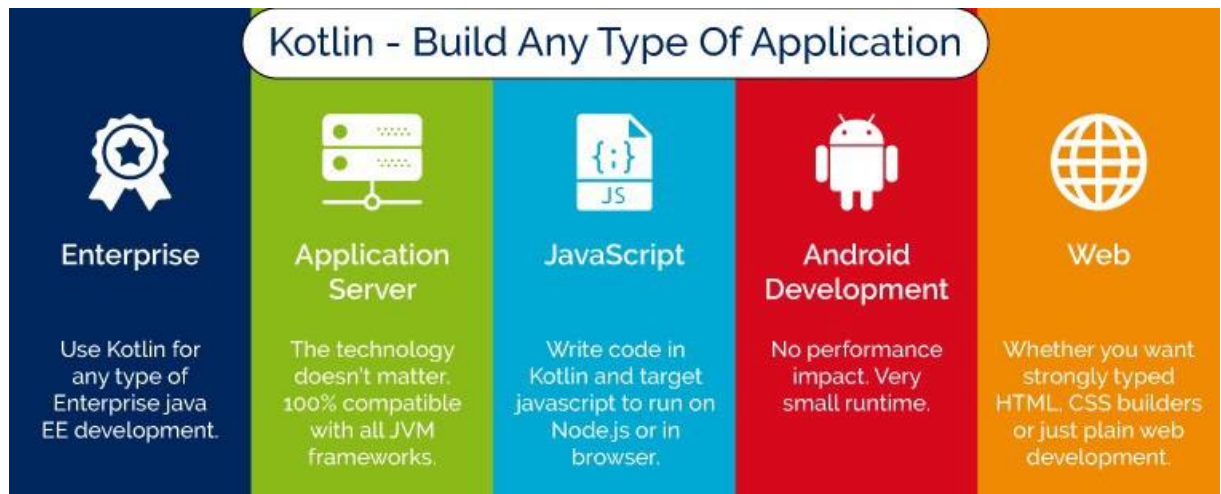 Kotlin - Build Any Type Of Application
Enterprise
Use Kotlin for
any type of
Enterprise java
EE development.
Application
Server
The technology
doesn't matter.
100% compatible
with all JVM
frameworks.
{;}
JS
JavaScript
Write code in
Kotlin and target
javascript to run on
Node.js or in
browser.
Android
Development
No performance
impact. Very
small runtime.
Web
Whether you want
strongly typed
HTML, CSS builders
or just plain web
development.